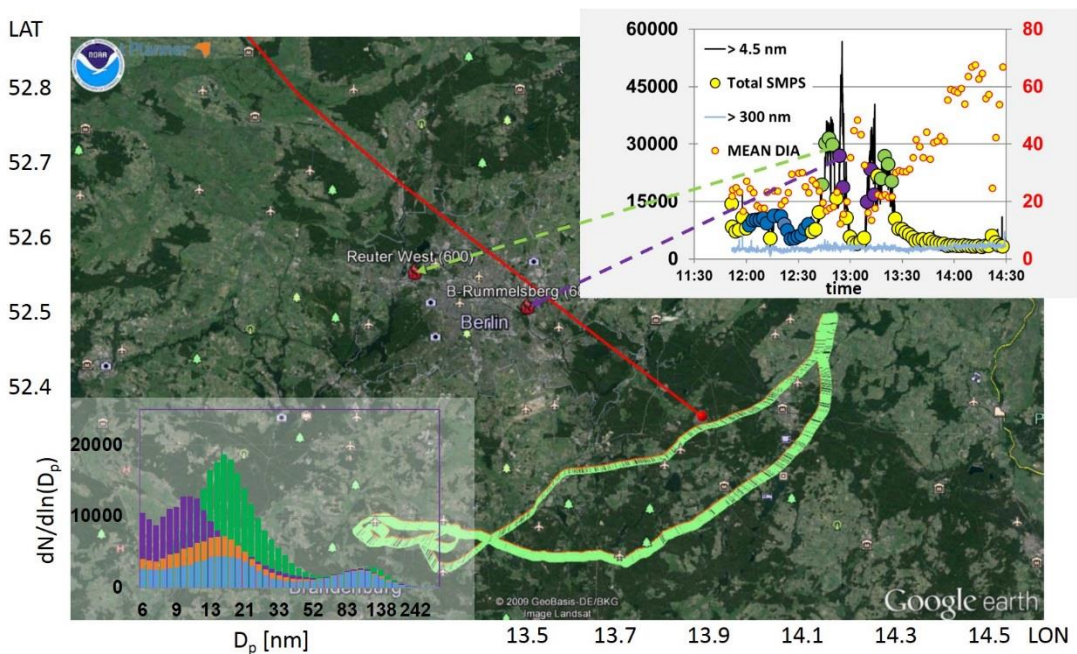 LAT
52.8
52.7
52.6
52.5
52.4
NOAA
Planner
60000
45000
30000
15000
0
> 4.5 nm
Total SMPS
> 300 nm
MEAN DIA
80
60
40
20
0
11:30 12:00 12:30 13:00 13:30 14:00 14:30
time
Reuter West (600)
B-Rummelsberg (68
Berlin
20000
10000
0
dN/dln(Dp)
Brandenburg
6 9 13 21 33 52 83 138 242
Dp [nm]
© 2009 GeoBasis-DE/BKG
Image Landsat
Google earth
13.5 13.7 13.9 14.1 14.3 14.5 LON